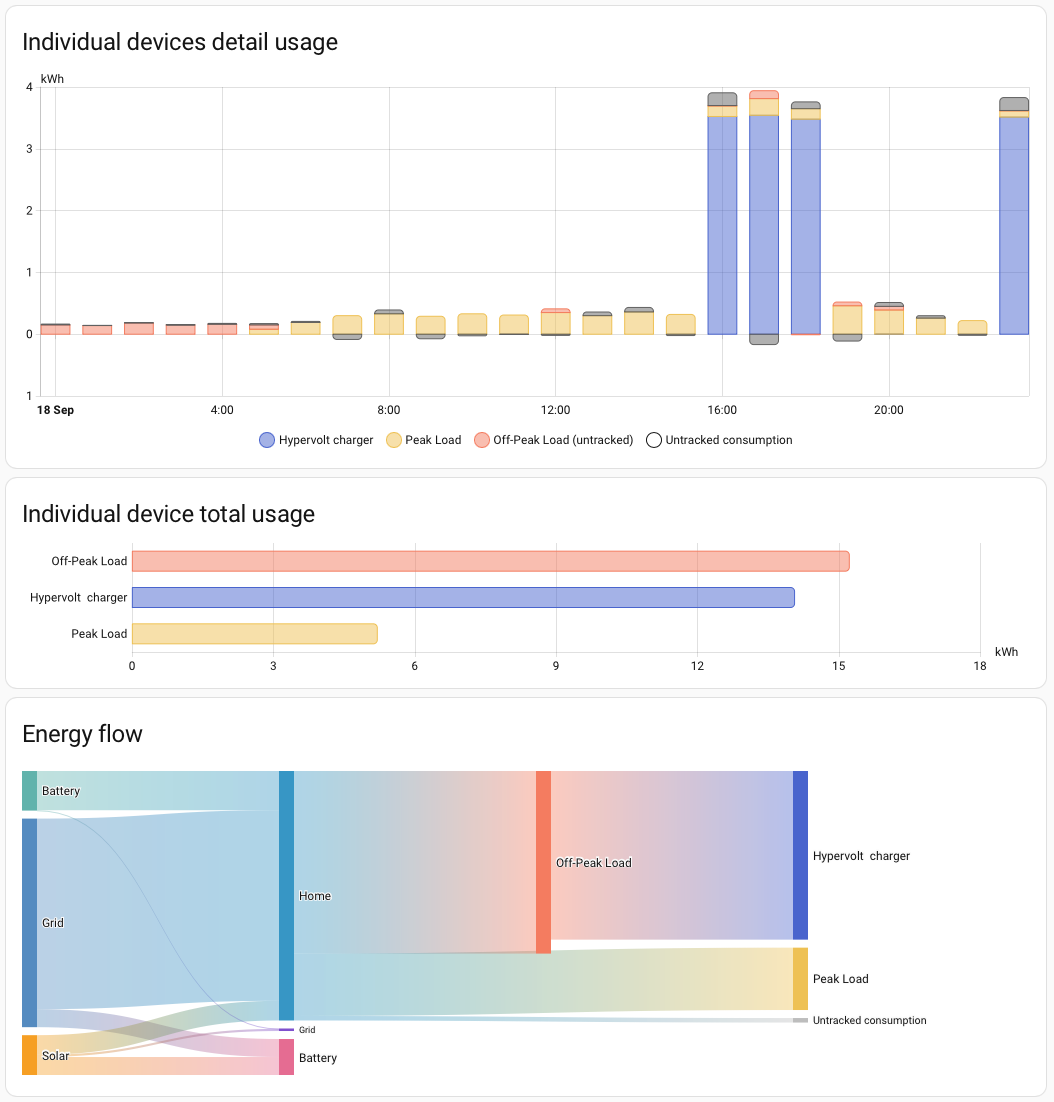 Individual devices detail usage
kWh
4
3
2
1
0
1
18 Sep 4:00 8:00 12:00 16:00 20:00
Hypervolt charger Peak Load Off-Peak Load (untracked) Untracked consumption
Individual device total usage
Off-Peak Load
Hypervolt charger
Peak Load
kWh
0 3 6 9 12 15 18
Energy flow
Battery
Hypervolt charger
Off-Peak Load
Home
Grid
Peak Load
Untracked consumption
Grid
Solar
Battery